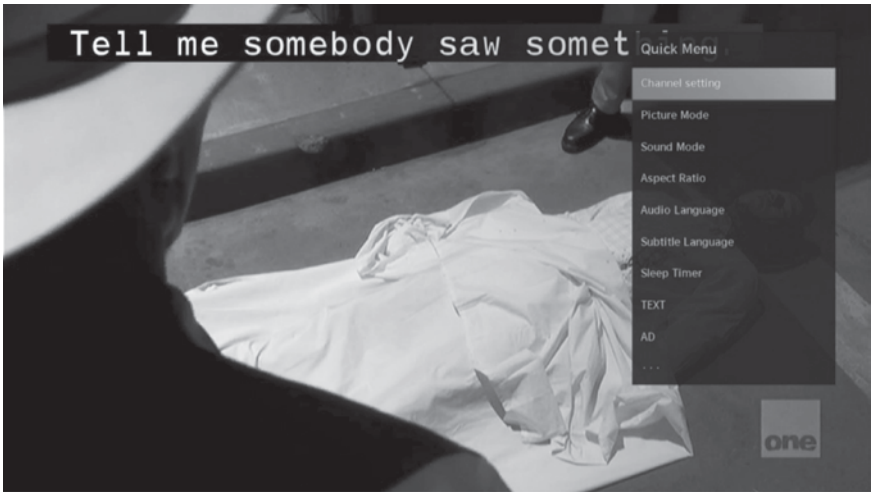 Tell me somebody saw something.
Quick Menu
Channel setting
Picture Mode
Sound Mode
Aspect Ratio
Audio Language
Subtitle Language
Sleep Timer
TEXT
AD
...
one